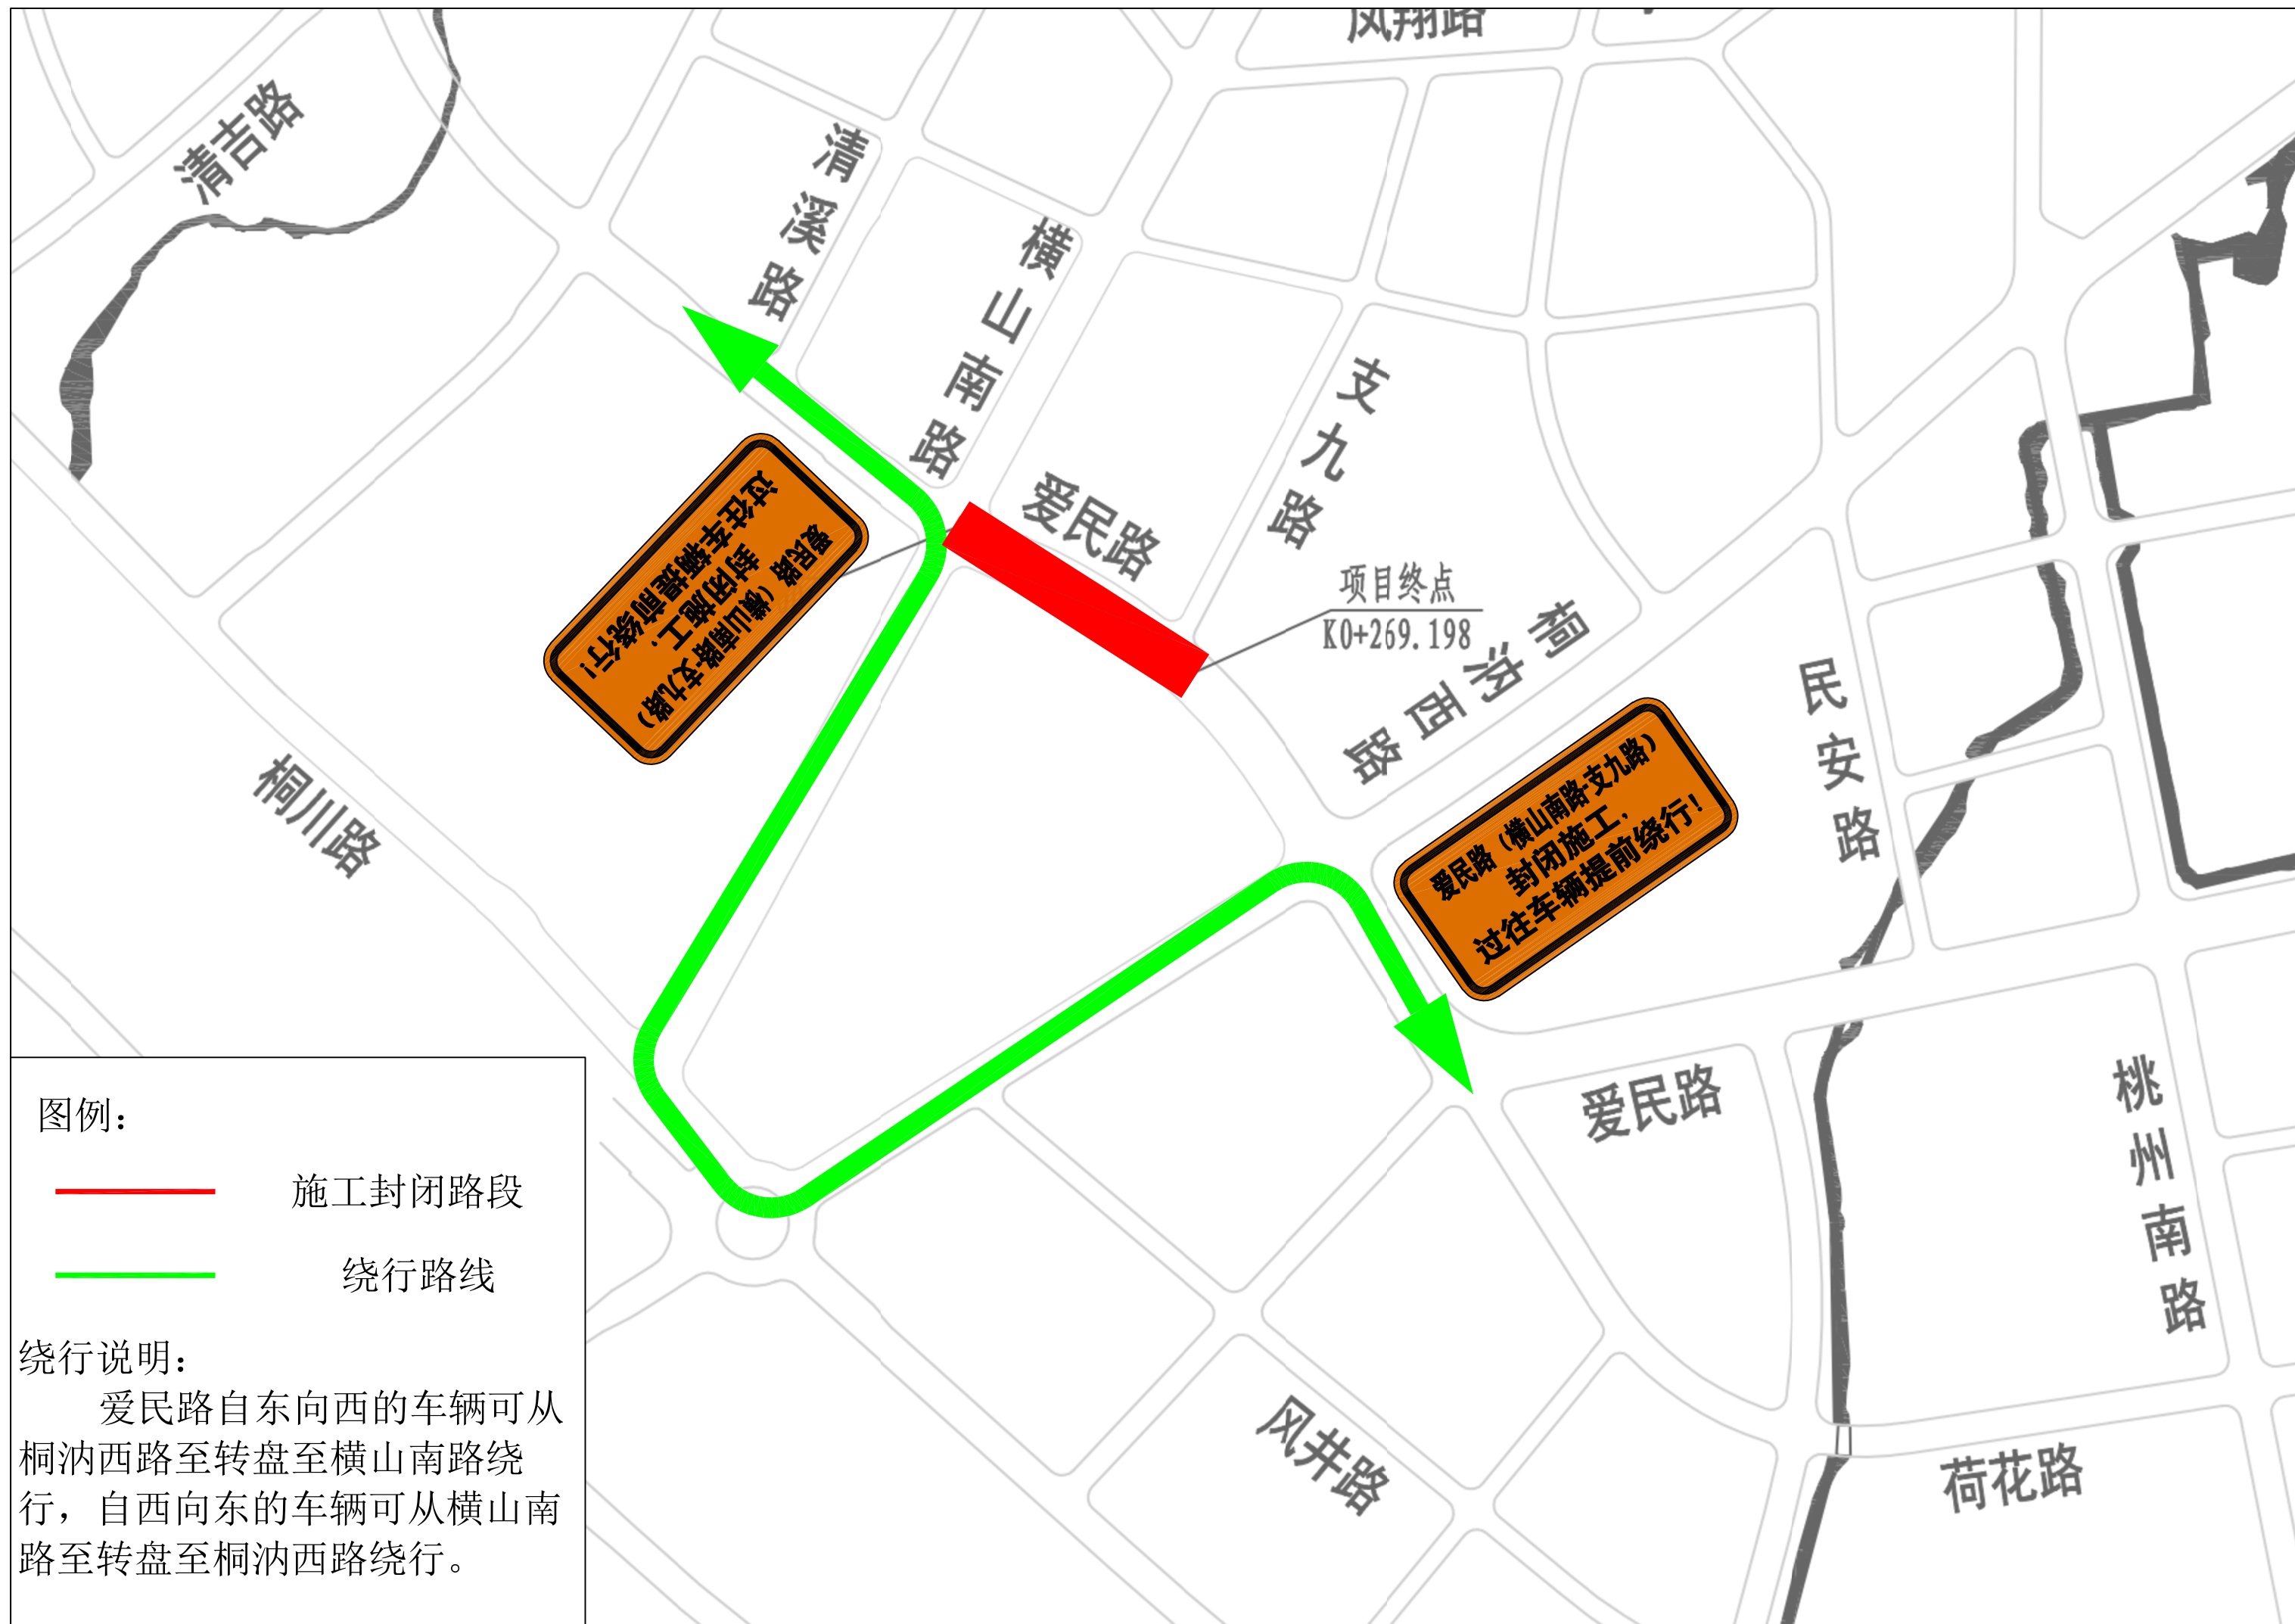 凤翔路
清吉路
清溪路
横山南路
支九路
爱民路
项目终点
K0+269.198
桐汭西路
民安路
爱民路（横山南路-支九路）
封闭施工，
过往车辆提前绕行！
爱民路（横山南路-支九路）
封闭施工，
过往车辆提前绕行！
桐川路
爱民路
桃州南路
风井路
荷花路
图例：
施工封闭路段
绕行路线
绕行说明：
爱民路自东向西的车辆可从
桐汭西路至转盘至横山南路绕
行，自西向东的车辆可从横山南
路至转盘至桐汭西路绕行。